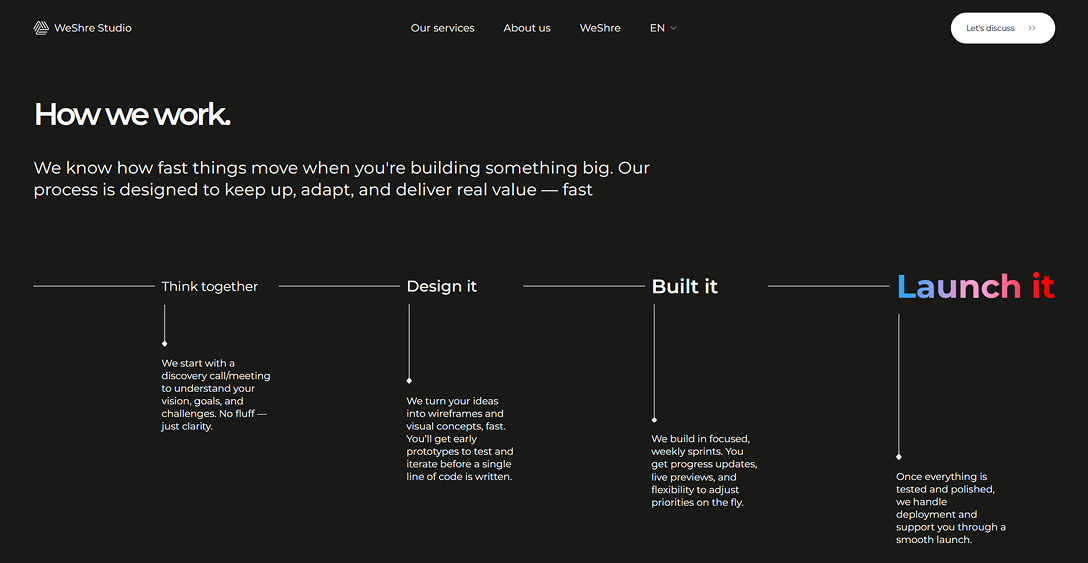 WeShre Studio
Our services
About us
WeShre
EN
Let's discuss
How we work.
We know how fast things move when you're building something big. Our
process is designed to keep up, adapt, and deliver real value — fast
Think together
We start with a
discovery call/meeting
to understand your
vision, goals, and
challenges. No fluff —
just clarity.
Design it
We turn your ideas
into wireframes and
visual concepts, fast.
You'll get early
prototypes to test and
iterate before a single
line of code is written.
Built it
We build in focused,
weekly sprints. You
get progress updates,
live previews, and
flexibility to adjust
priorities on the fly.
Launch it
Once everything is
tested and polished,
we handle
deployment and
support you through a
smooth launch.